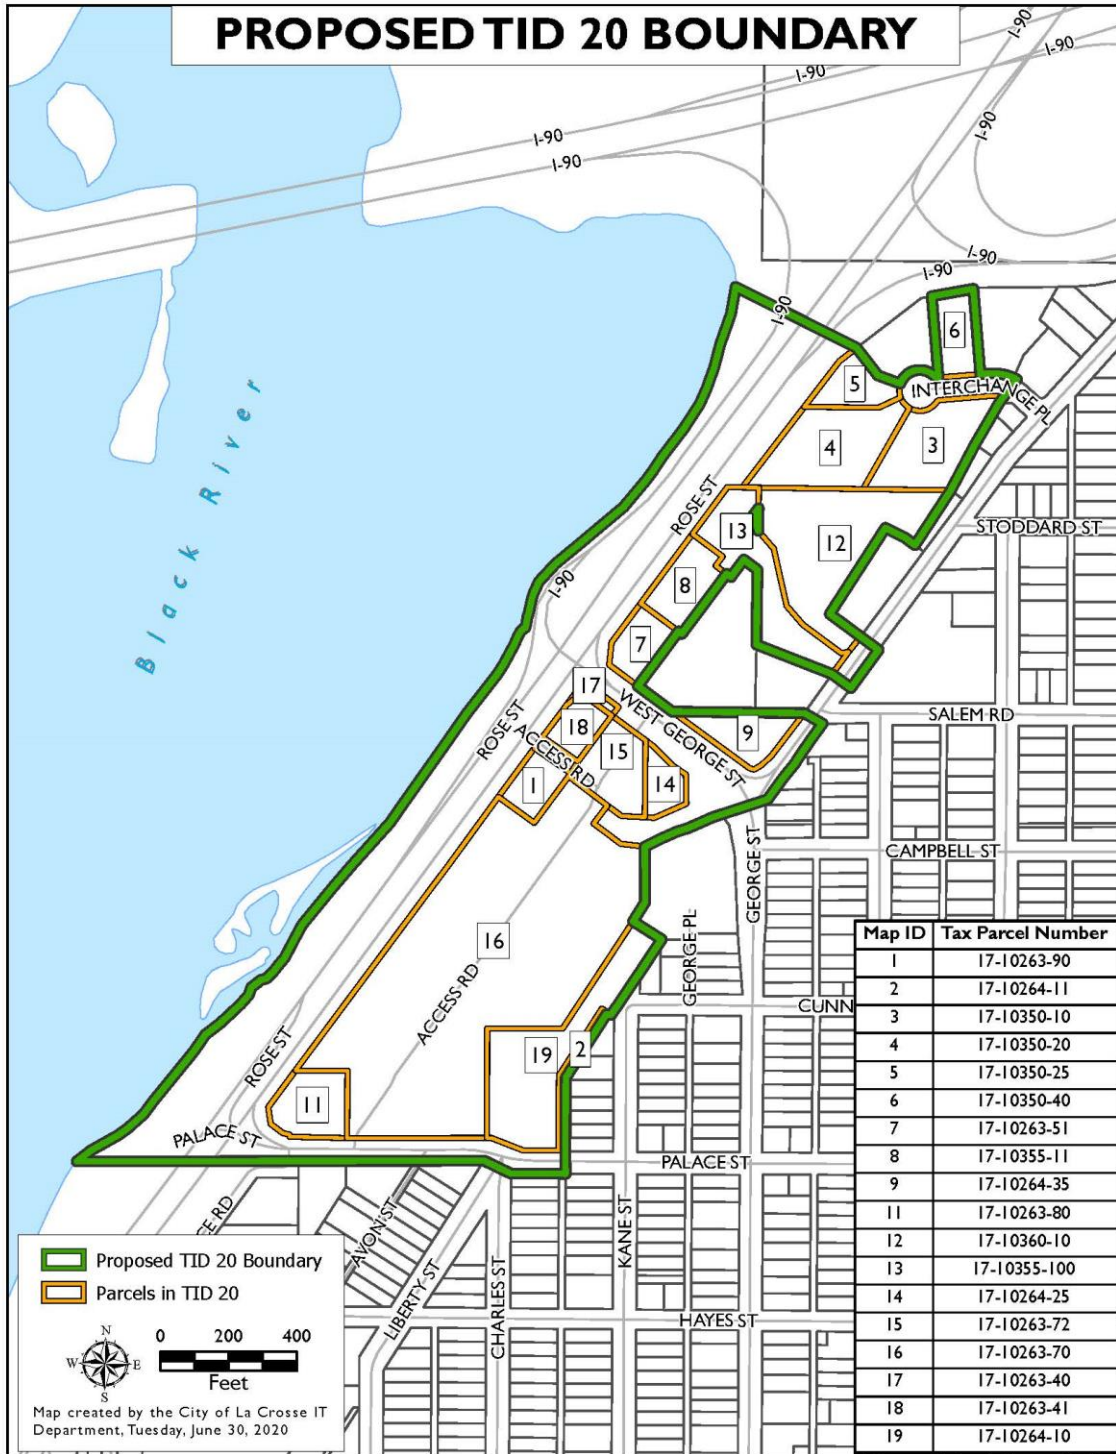 PROPOSED TID 20 BOUNDARY
I-90
I-90
I-90
I-90
I-90
I-90
I-90
I-90
I-90
6
5
INTERCHANGE PL
4
3
ROSE ST
13
12
STODDARD ST
Black River
I-90
8
7
17
WEST GEORGE ST
SALEM RD
ROSE ST
18
ACCESS RD
15
9
1
14
GEORGE ST
CAMPBELL ST
16
GEORGE PL
ACCESS RD
CUNN
ROSE ST
19
2
11
PALACE ST
PALACE ST
CE RD
AVON ST
KANE ST
LIBERTY ST
CHARLES ST
HAYES ST
Map ID Tax Parcel Number
1 17-10263-90
2 17-10264-11
3 17-10350-10
4 17-10350-20
5 17-10350-25
6 17-10350-40
7 17-10263-51
8 17-10355-11
9 17-10264-35
11 17-10263-80
12 17-10360-10
13 17-10355-100
14 17-10264-25
15 17-10263-72
16 17-10263-70
17 17-10263-40
18 17-10263-41
19 17-10264-10
Proposed TID 20 Boundary
Parcels in TID 20
N
W E
S
0 200 400
Feet
Map created by the City of La Crosse IT
Department, Tuesday, June 30, 2020